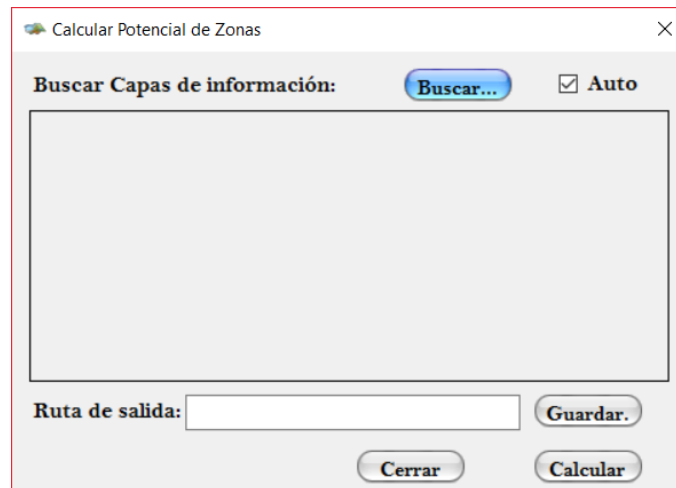 Calcular Potencial de Zonas
Buscar Capas de información: Buscar... Auto
Ruta de salida: Guardar.
Cerrar Calcular